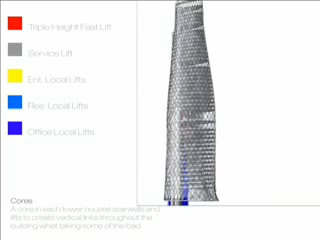 Triple Height Fast Lift
Service Lift
Ent. Local Lifts
Res. Local Lifts
Office Local Lifts
Cores
A core in each tower houses stairwells and
lifts to create vertical links throughout the
building whilst taking some of the load